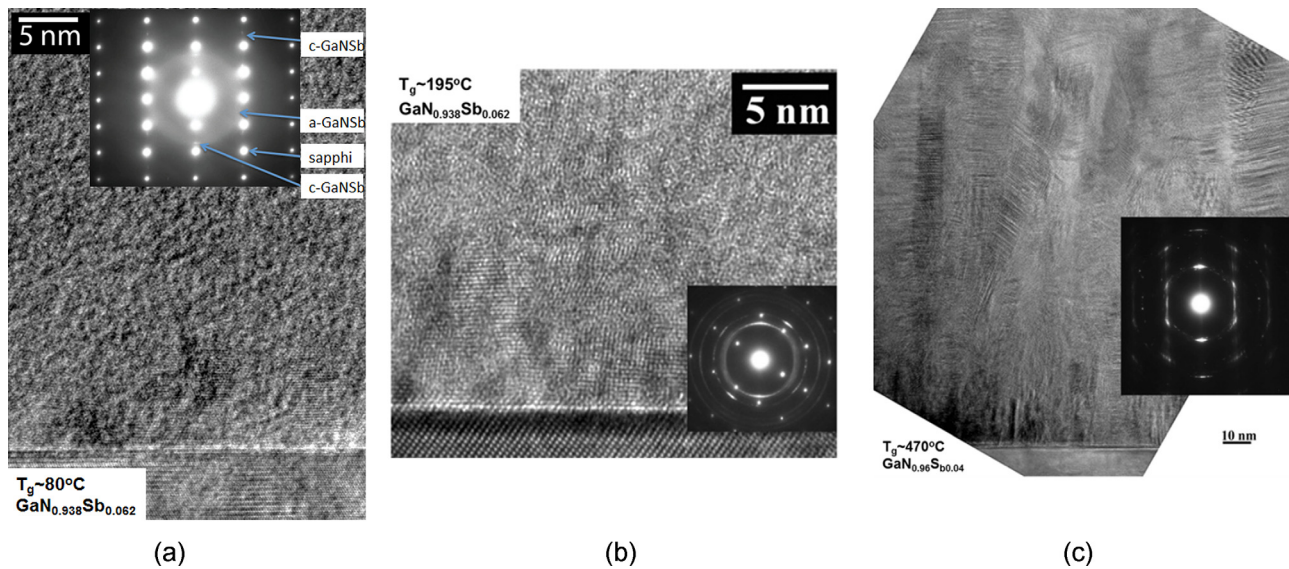 5 nm
c-GaNSb
a-GaNSb
sapphi
c-GaNSb
Tg~80°C
GaN0.938Sb0.062
(a)
Tg~195°C
GaN0.938Sb0.062
5 nm
(b)
Tg~470°C
GaN0.96Sb0.04
10 nm
(c)